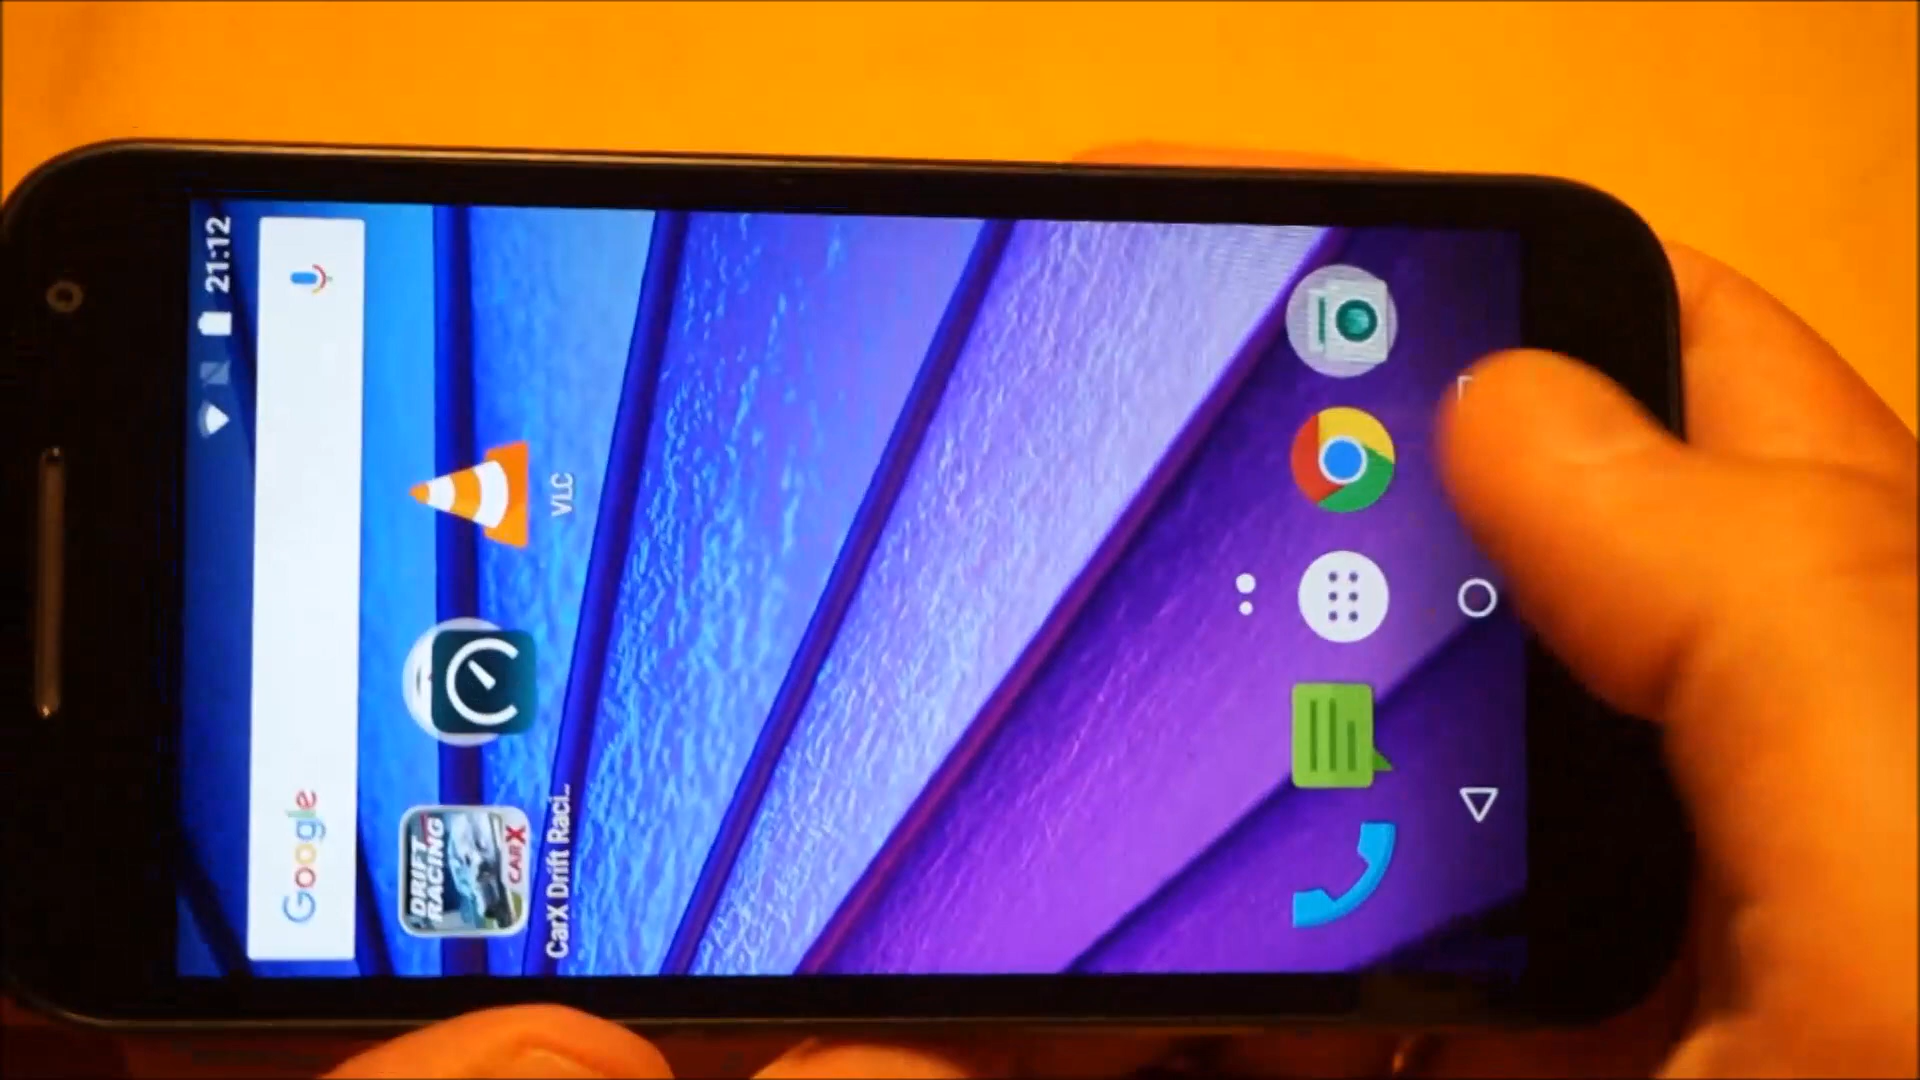 21:12
Google
VLC
DRIFT
RACING
CARX
CarX Drift Raci...